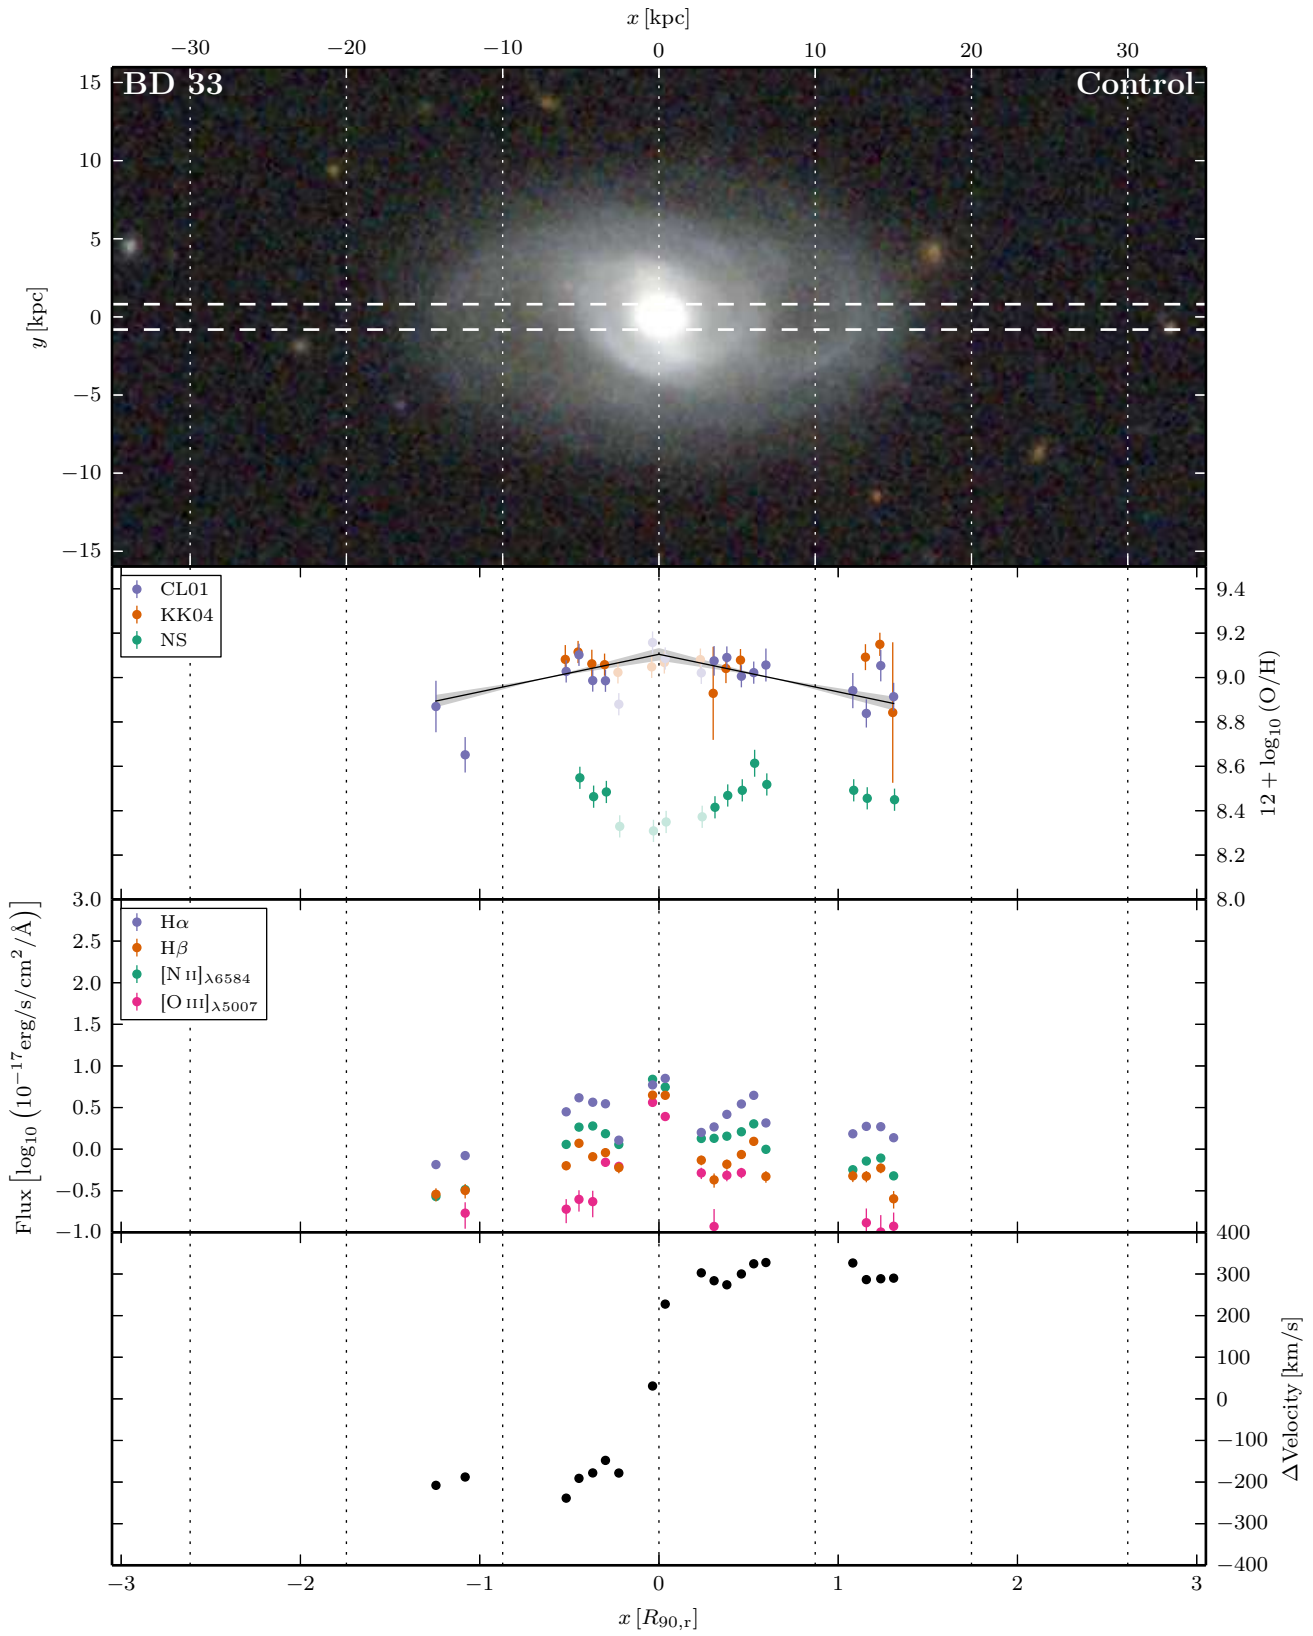 x [kpc]
−30 −20 −10 0 10 20 30
BD 33 Control
15
10
5
0
−5
−10
−15
y [kpc]
CL01
KK04
NS
9.4
9.2
9.0
8.8
8.6
8.4
8.2
8.0
12 + log₁₀ (O/H)
Hα
Hβ
[N II]λ6584
[O III]λ5007
3.0
2.5
2.0
1.5
1.0
0.5
0.0
−0.5
−1.0
Flux [log₁₀ (10⁻¹⁷erg/s/cm²/Å)]
400
300
200
100
0
−100
−200
−300
−400
ΔVelocity [km/s]
−3 −2 −1 0 1 2 3
x [R₉₀,r]